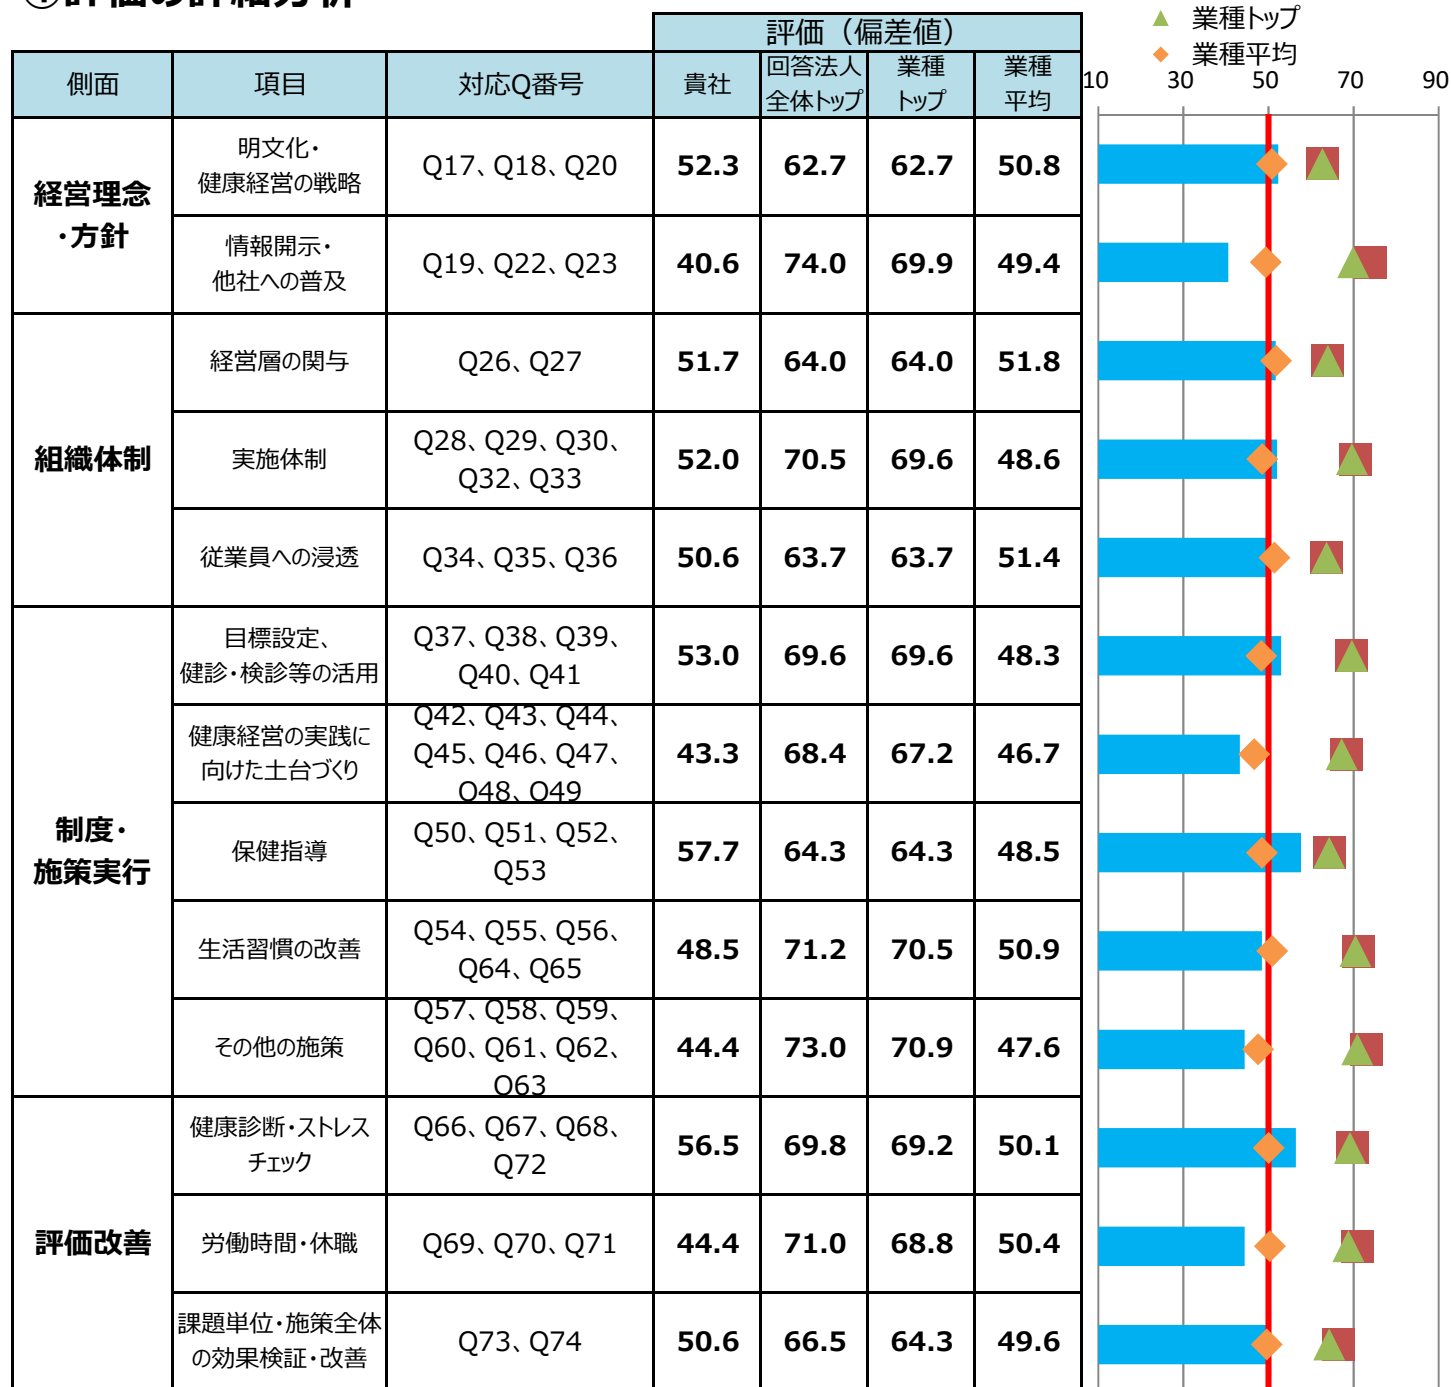 ①評価の詳細分析
業種トップ
業種平均
評価（偏差値）
側面 項目 対応Q番号 貴社 回答法人 業種 業種
全体トップ トップ 平均
10 30 50 70 90
経営理念
・方針
明文化・
健康経営の戦略
Q17、Q18、Q20 52.3 62.7 62.7 50.8
情報開示・
他社への普及
Q19、Q22、Q23 40.6 74.0 69.9 49.4
組織体制
経営層の関与 Q26、Q27 51.7 64.0 64.0 51.8
実施体制
Q28、Q29、Q30、
Q32、Q33
52.0 70.5 69.6 48.6
従業員への浸透 Q34、Q35、Q36 50.6 63.7 63.7 51.4
制度・
施策実行
目標設定、
健診・検診等の活用
Q37、Q38、Q39、
Q40、Q41
53.0 69.6 69.6 48.3
健康経営の実践に
向けた土台づくり
Q42、Q43、Q44、
Q45、Q46、Q47、
Q48、Q49
43.3 68.4 67.2 46.7
保健指導
Q50、Q51、Q52、
Q53
57.7 64.3 64.3 48.5
生活習慣の改善
Q54、Q55、Q56、
Q64、Q65
48.5 71.2 70.5 50.9
その他の施策
Q57、Q58、Q59、
Q60、Q61、Q62、
Q63
44.4 73.0 70.9 47.6
評価改善
健康診断・ストレス
チェック
Q66、Q67、Q68、
Q72
56.5 69.8 69.2 50.1
労働時間・休職 Q69、Q70、Q71 44.4 71.0 68.8 50.4
課題単位・施策全体
の効果検証・改善
Q73、Q74 50.6 66.5 64.3 49.6